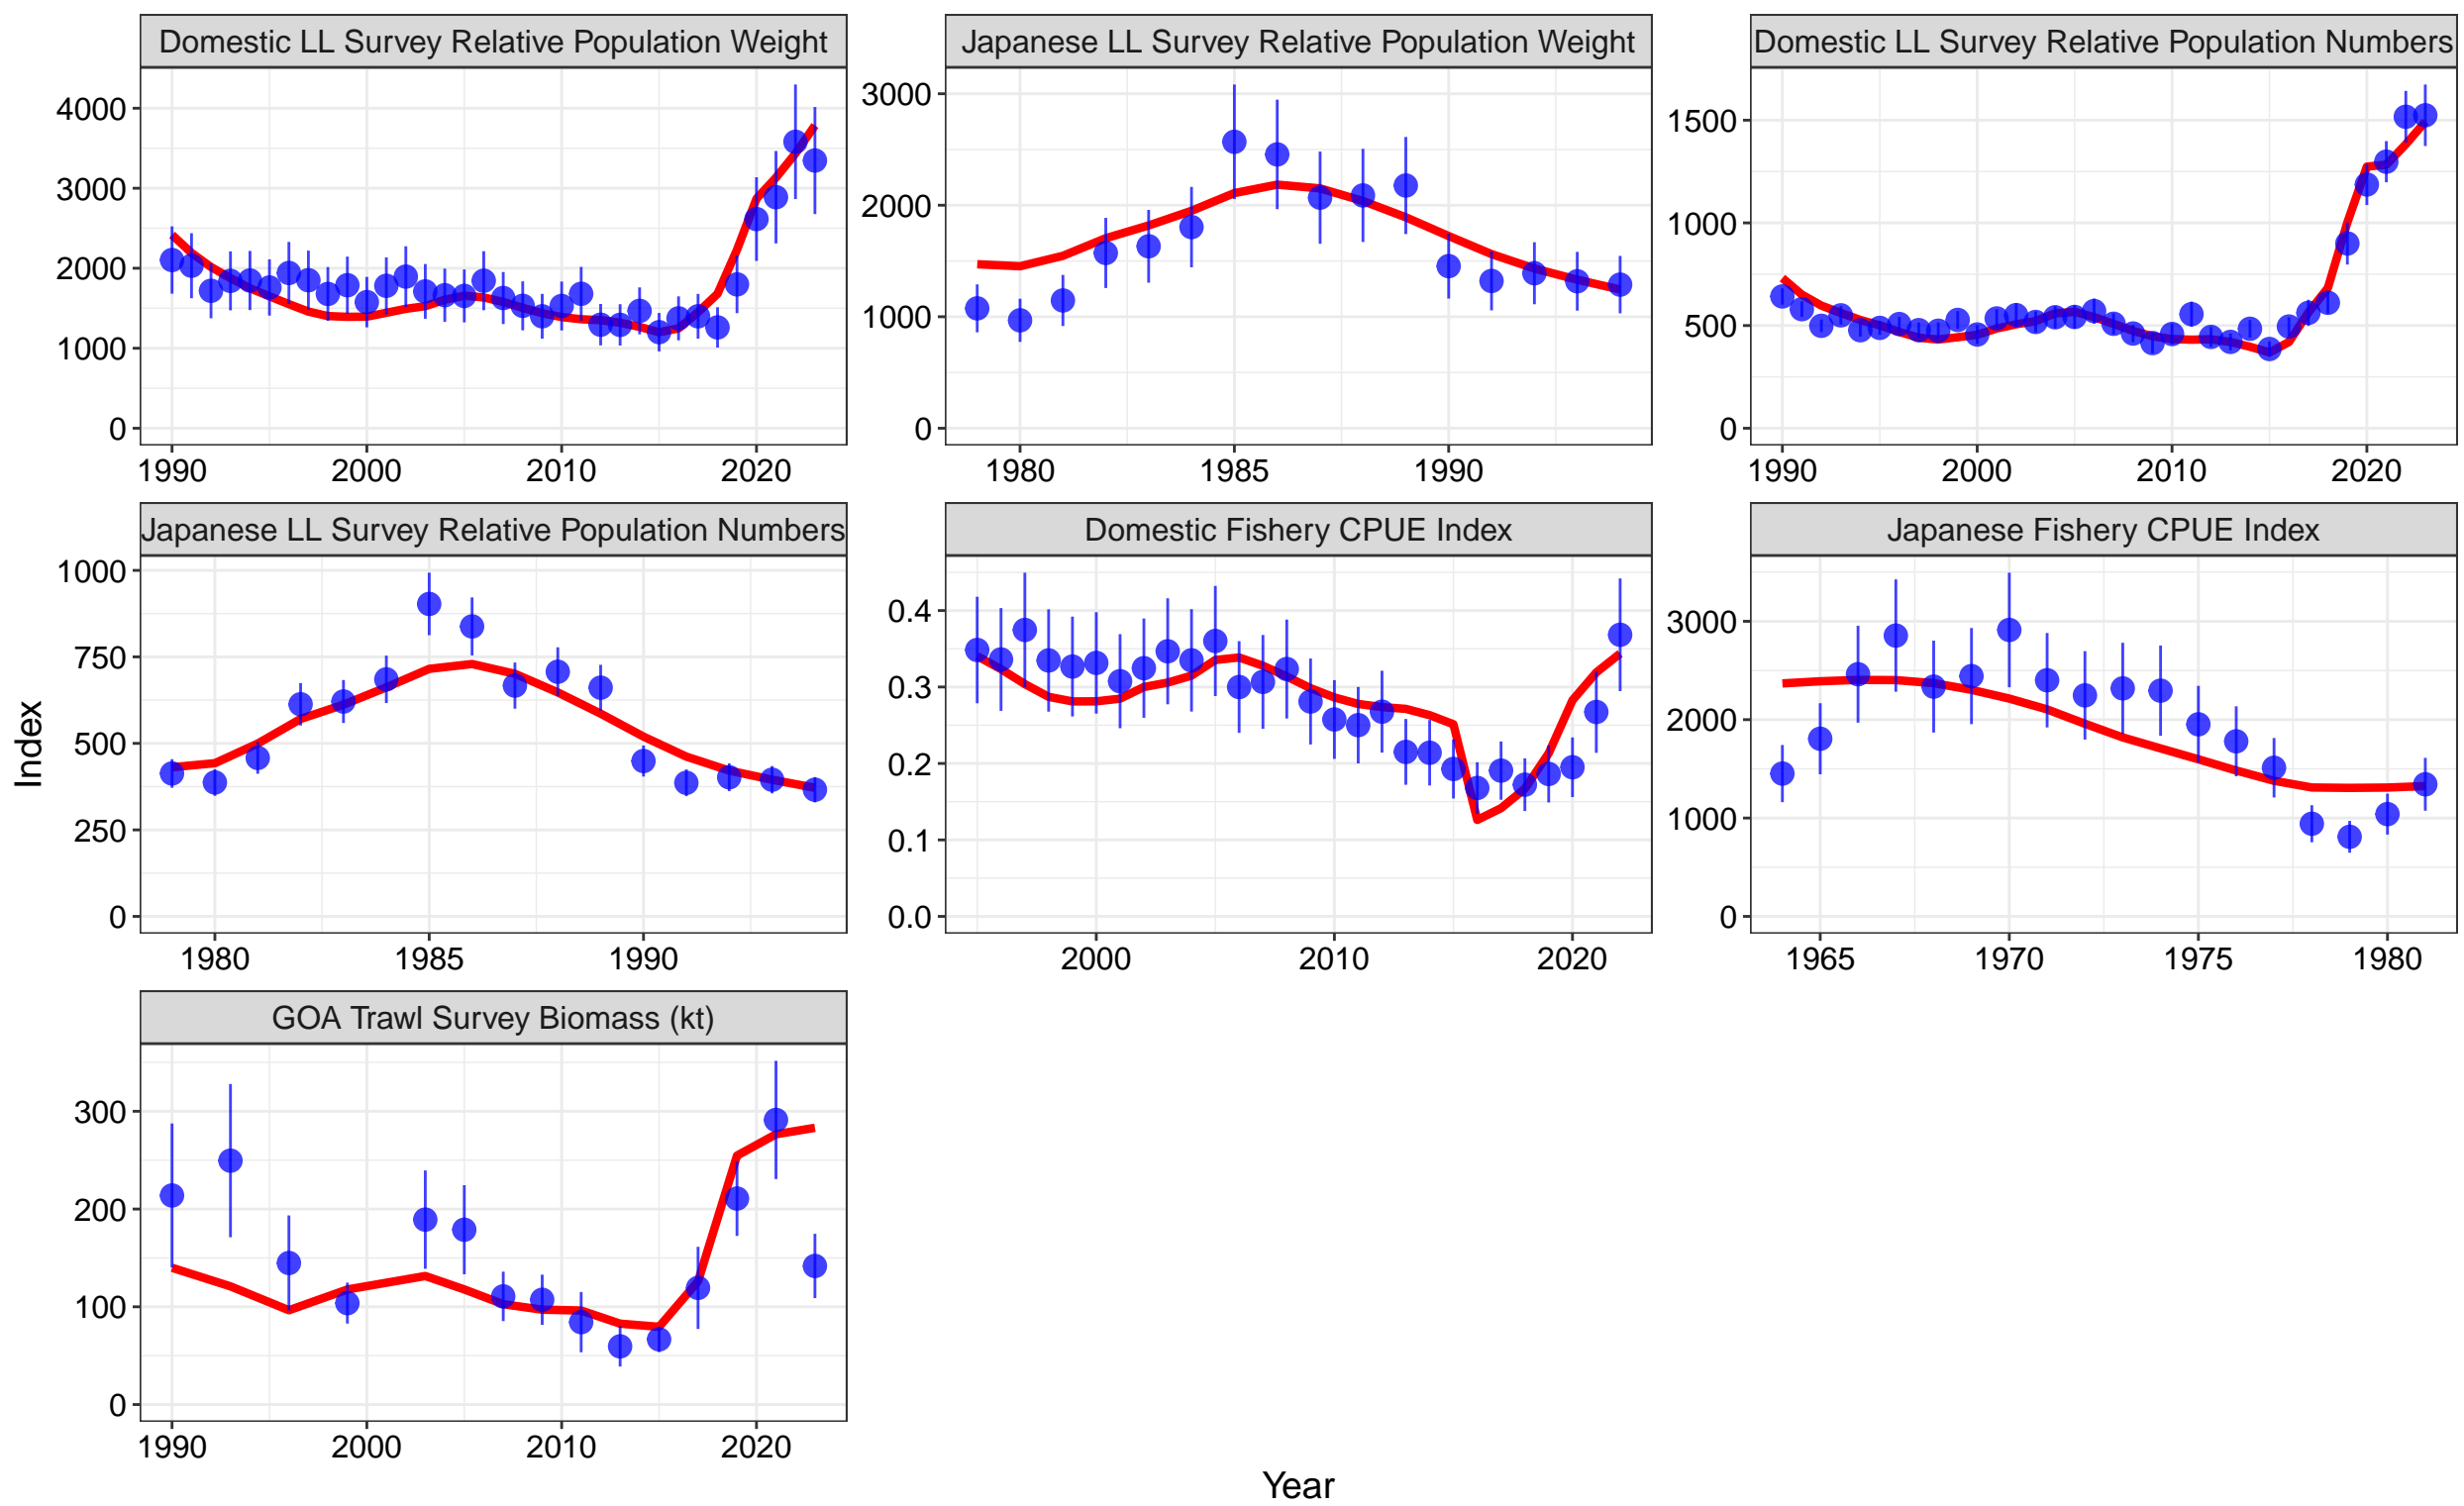 Domestic LL Survey Relative Population Weight
Japanese LL Survey Relative Population Weight
Domestic LL Survey Relative Population Numbers
4000
3000
2000
1000
0
3000
2000
1000
0
1500
1000
500
0
1990 2000 2010 2020
1980 1985 1990
1990 2000 2010 2020
Japanese LL Survey Relative Population Numbers
Domestic Fishery CPUE Index
Japanese Fishery CPUE Index
1000
750
500
250
0
0.4
0.3
0.2
0.1
0.0
3000
2000
1000
0
1980 1985 1990
2000 2010 2020
1965 1970 1975 1980
Index
GOA Trawl Survey Biomass (kt)
300
200
100
0
1990 2000 2010 2020
Year